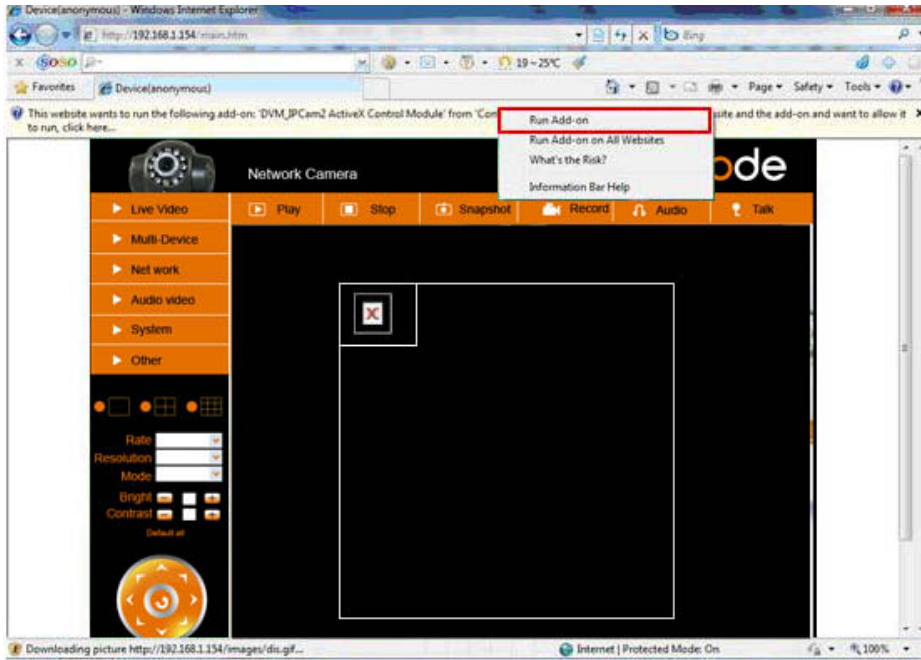 Device(anonymous) - Windows Internet Explorer
http://192.168.1.154/main.htm
Bing
SOSO
19~25℃
Favorites Device(anonymous) Page Safety Tools
This website wants to run the following add-on: 'DVM_IPCam2 ActiveX Control Module' from site and the add-on and want to allow it
to run, click here...
Run Add-on
Run Add-on on All Websites
What's the Risk?
Information Bar Help
Network Camera
ode
Live Video Play Stop Snapshot Record Audio Talk
Multi-Device
Net work
Audio video
System
Other
Rate
Resolution
Mode
Bright
Contrast
Default all
Downloading picture http://192.168.1.154/images/dis.gif... Internet | Protected Mode: On 100%